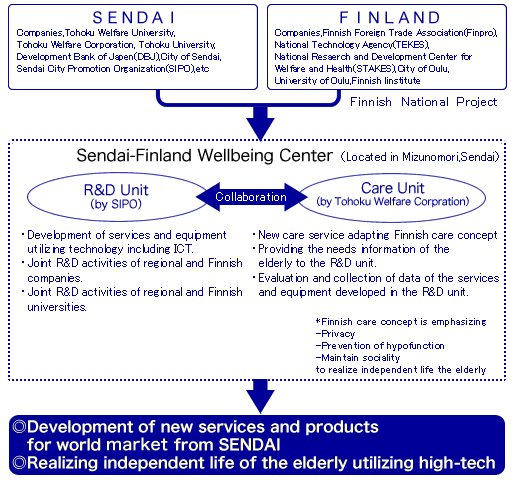 SENDAI
Companies,Tohoku Welfare University,
Tohoku Welfare Corporation, Tohoku University,
Development Bank of Japen(DBJ),City of Sendai,
Sendai City Promotion Organization(SIPO),etc
FINLAND
Companies,Finnish Foreign Trade Association(Finpro),
National Technology Agency(TEKES),
National Resaerch and Development Center for
Welfare and Health(STAKES),City of Oulu,
University of Oulu,Finnish Iinstitute
Finnish National Project
Sendai-Finland Wellbeing Center (Located in Mizunomori,Sendai)
R&D Unit
(by SIPO)
Collaboration
Care Unit
(by Tohoku Welfare Corpration)
・Development of services and equipment
utilizing technology including ICT.
・Joint R&D activities of regional and Finnish
companies.
・Joint R&D activities of regional and Finnish
universities.
・New care service adapting Finnish care concept
・Providing the needs information of the
elderly to the R&D unit.
・Evaluation and collection of data of the services
and equipment developed in the R&D unit.
*Finnish care concept is emphasizing
-Privacy
-Prevention of hypofunction
-Maintain sociality
to realize independent life the elderly
◎Development of new services and products
for world market from SENDAI
◎Realizing independent life of the elderly utilizing high-tech